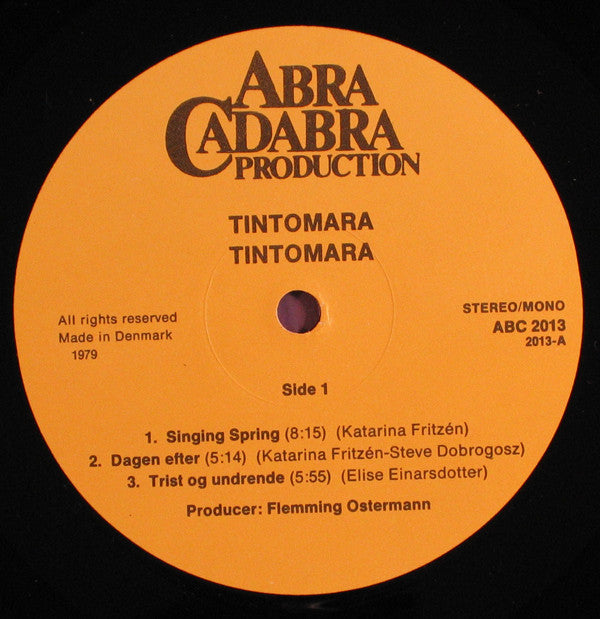 ABRA
CADABRA
PRODUCTION
TINTOMARA
TINTOMARA
All rights reserved
Made in Denmark
1979
STEREO/MONO
ABC 2013
2013-A
Side 1
1. Singing Spring (8:15) (Katarina Fritzén)
2. Dagen efter (5:14) (Katarina Fritzén-Steve Dobrogosz)
3. Trist og undrende (5:55) (Elise Einarsdotter)
Producer: Flemming Ostermann